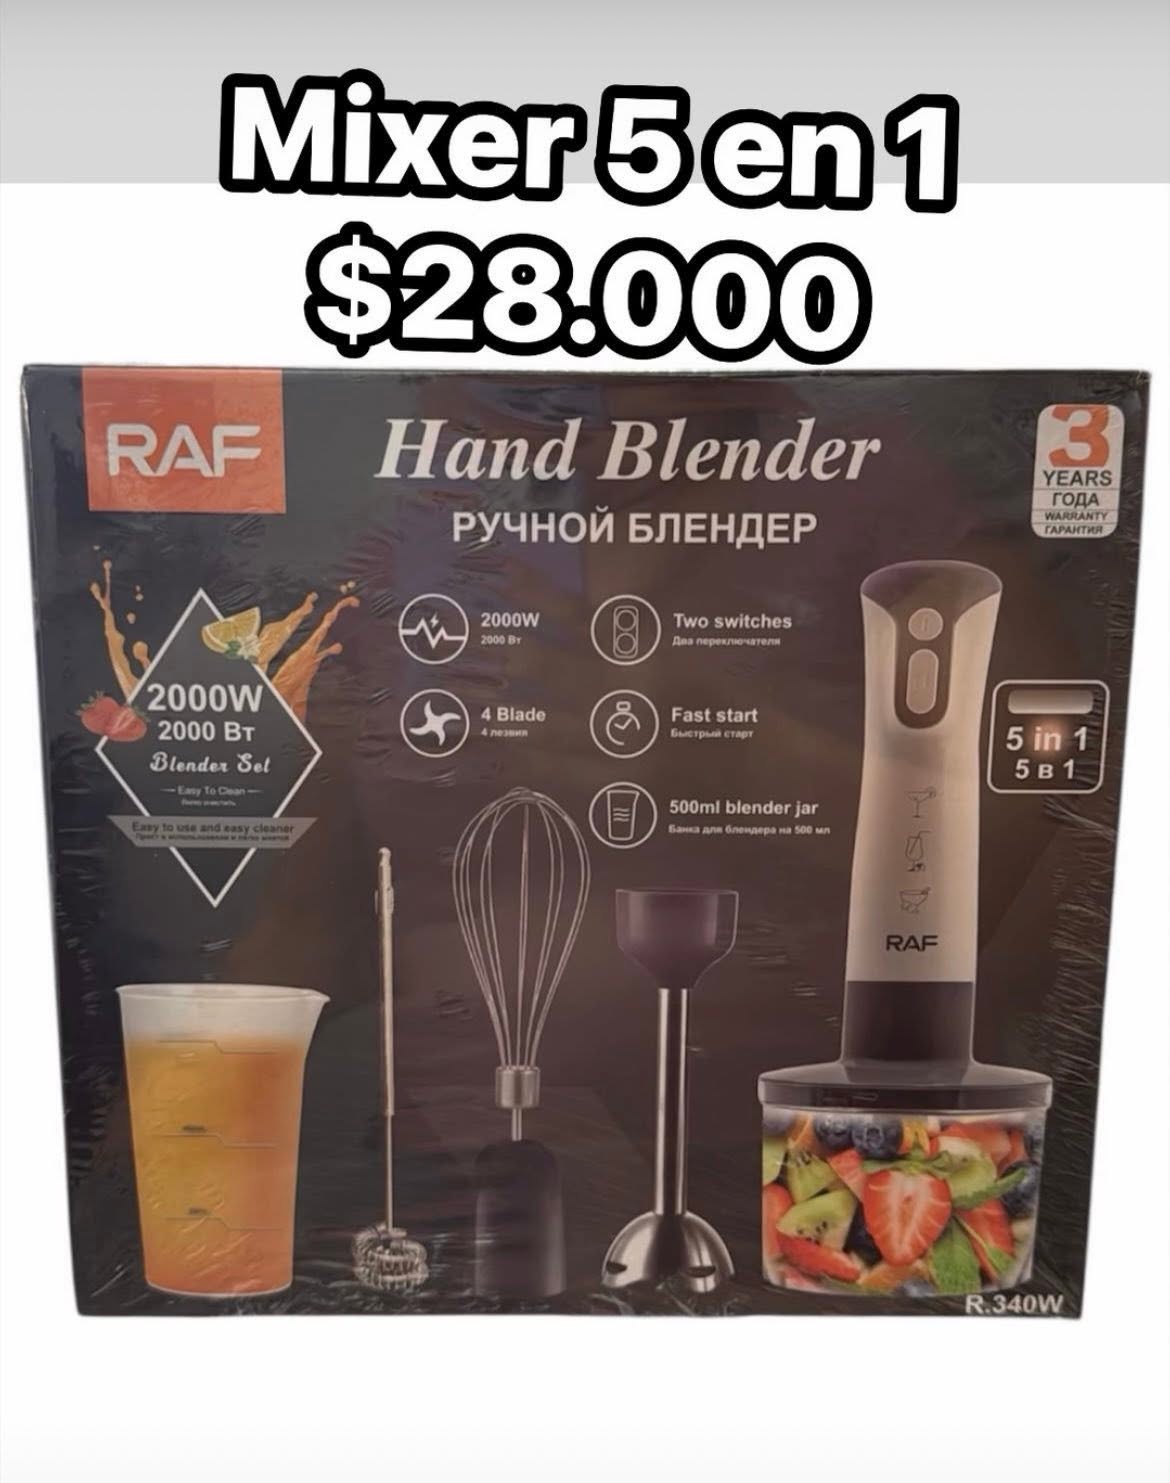 Mixer 5 en 1
$28.000
RAF
Hand Blender
РУЧНОЙ БЛЕНДЕР
3
YEARS
ГОДА
WARRANTY
ГАРАНТИЯ
2000W
2000 Вт
Two switches
Два переключателя
2000W
2000 Вт
Blender Set
Easy To Clean
4 Blade
4 лезвия
Fast start
Быстрый старт
5 in 1
5 в 1
Easy to use and easy cleaner
500ml blender jar
Банка для блендера на 500 мл
RAF
R.340W